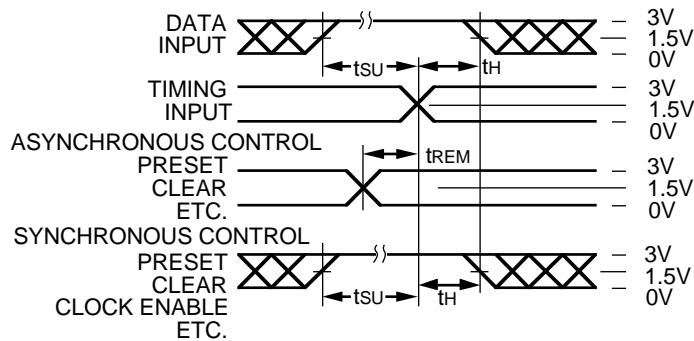 DATA
INPUT
3V
1.5V
0V
tSU
tH
TIMING
INPUT
3V
1.5V
0V
ASYNCHRONOUS CONTROL
PRESET
CLEAR
ETC.
tREM
3V
1.5V
0V
SYNCHRONOUS CONTROL
PRESET
CLEAR
CLOCK ENABLE
ETC.
tSU
tH
3V
1.5V
0V